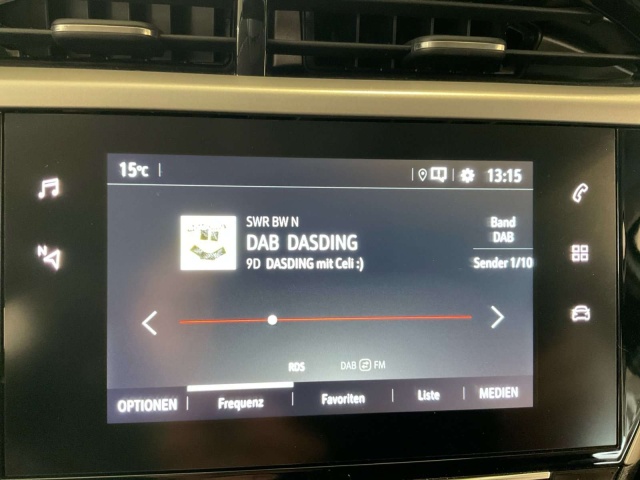 15°C
13:15
SWR BW N
DAB DASDING
9D DASDING mit Celi :)
Band
DAB
Sender 1/10
N
RDS
DAB FM
OPTIONEN
Frequenz
Favoriten
Liste
MEDIEN